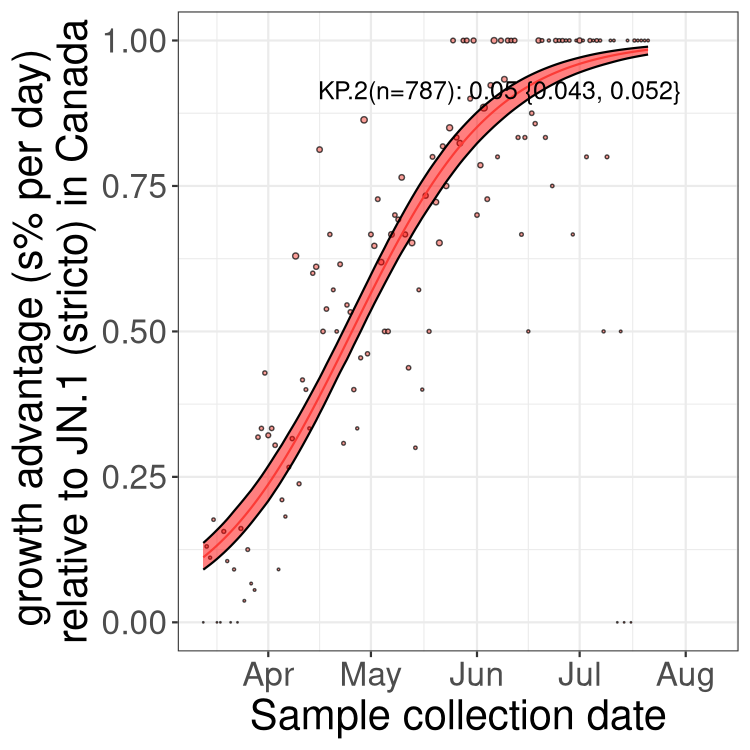 growth advantage (s% per day)
relative to JN.1 (stricto) in Canada
1.00
0.75
0.50
0.25
0.00
KP.2(n=787): 0.05 {0.043, 0.052}
Apr May Jun Jul Aug
Sample collection date